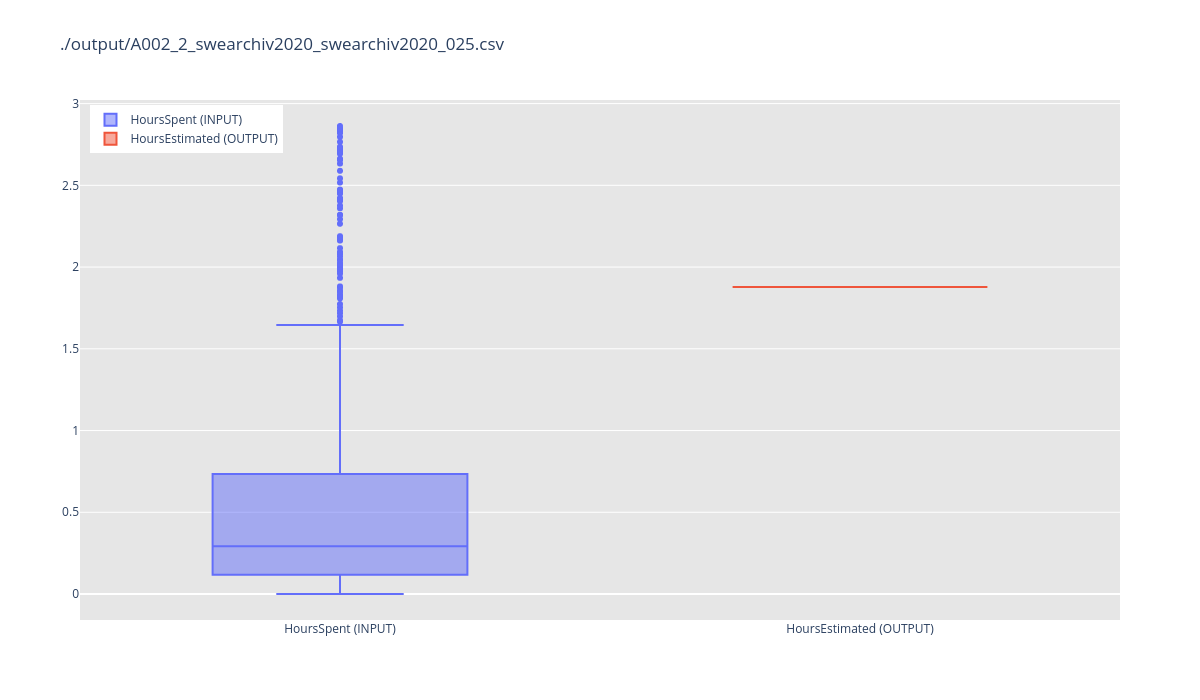 ./output/A002_2_swearchiv2020_swearchiv2020_025.csv
HoursSpent (INPUT)
HoursEstimated (OUTPUT)
3
2.5
2
1.5
1
0.5
0
HoursSpent (INPUT)
HoursEstimated (OUTPUT)